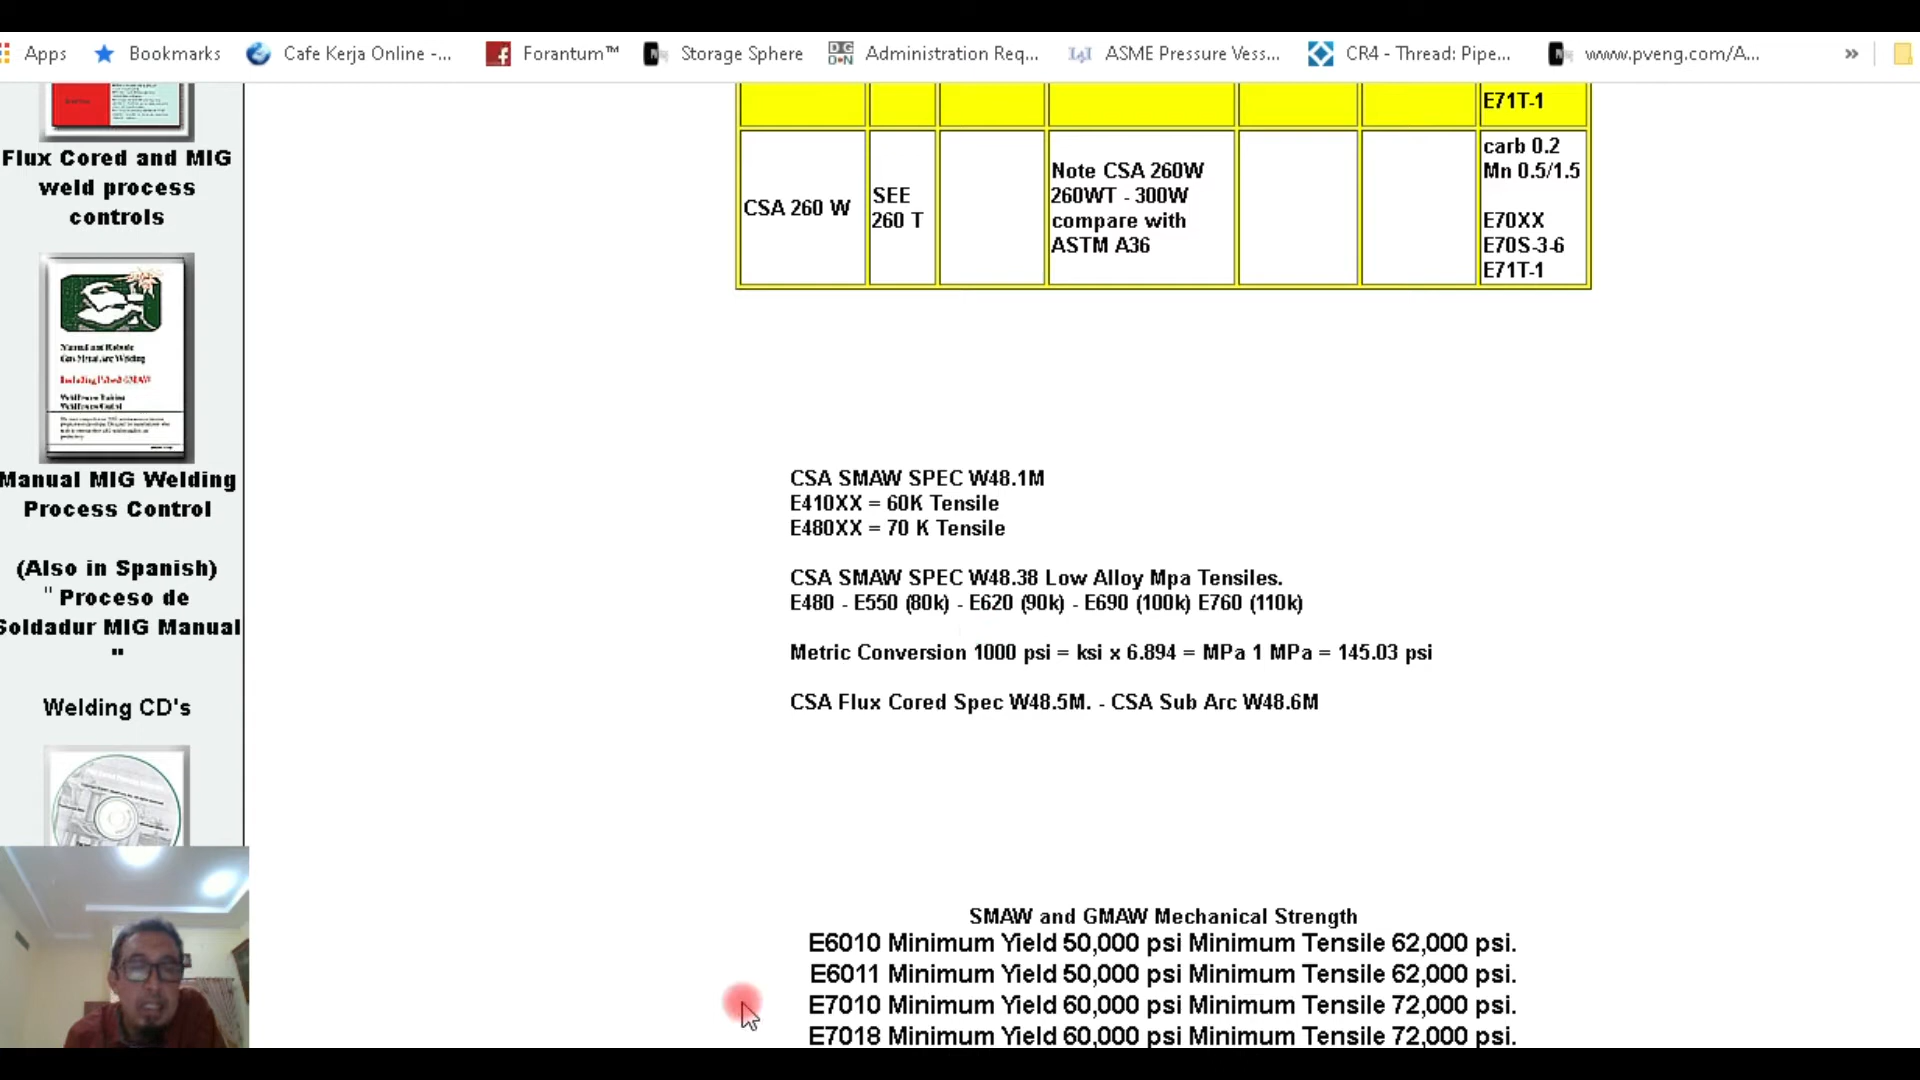 Apps
Bookmarks
Cafe Kerja Online -...
Forantum™
Storage Sphere
Administration Req...
ASME Pressure Vess...
CR4 - Thread: Pipe...
www.pveng.com/A...
»
Flux Cored and MIG
weld process
controls
Manual and Robotic
Gas Metal Arc Welding
Manual MIG Welding
Process Control
(Also in Spanish)
" Proceso de
Soldadur MIG Manual
"
Welding CD's
E71T-1
CSA 260 W
SEE
260 T
Note CSA 260W
260WT - 300W
compare with
ASTM A36
carb 0.2
Mn 0.5/1.5
E70XX
E70S-3-6
E71T-1
CSA SMAW SPEC W48.1M
E410XX = 60K Tensile
E480XX = 70 K Tensile
CSA SMAW SPEC W48.38 Low Alloy Mpa Tensiles.
E480 - E550 (80k) - E620 (90k) - E690 (100k) E760 (110k)
Metric Conversion 1000 psi = ksi x 6.894 = MPa 1 MPa = 145.03 psi
CSA Flux Cored Spec W48.5M. - CSA Sub Arc W48.6M
SMAW and GMAW Mechanical Strength
E6010 Minimum Yield 50,000 psi Minimum Tensile 62,000 psi.
E6011 Minimum Yield 50,000 psi Minimum Tensile 62,000 psi.
E7010 Minimum Yield 60,000 psi Minimum Tensile 72,000 psi.
E7018 Minimum Yield 60,000 psi Minimum Tensile 72,000 psi.